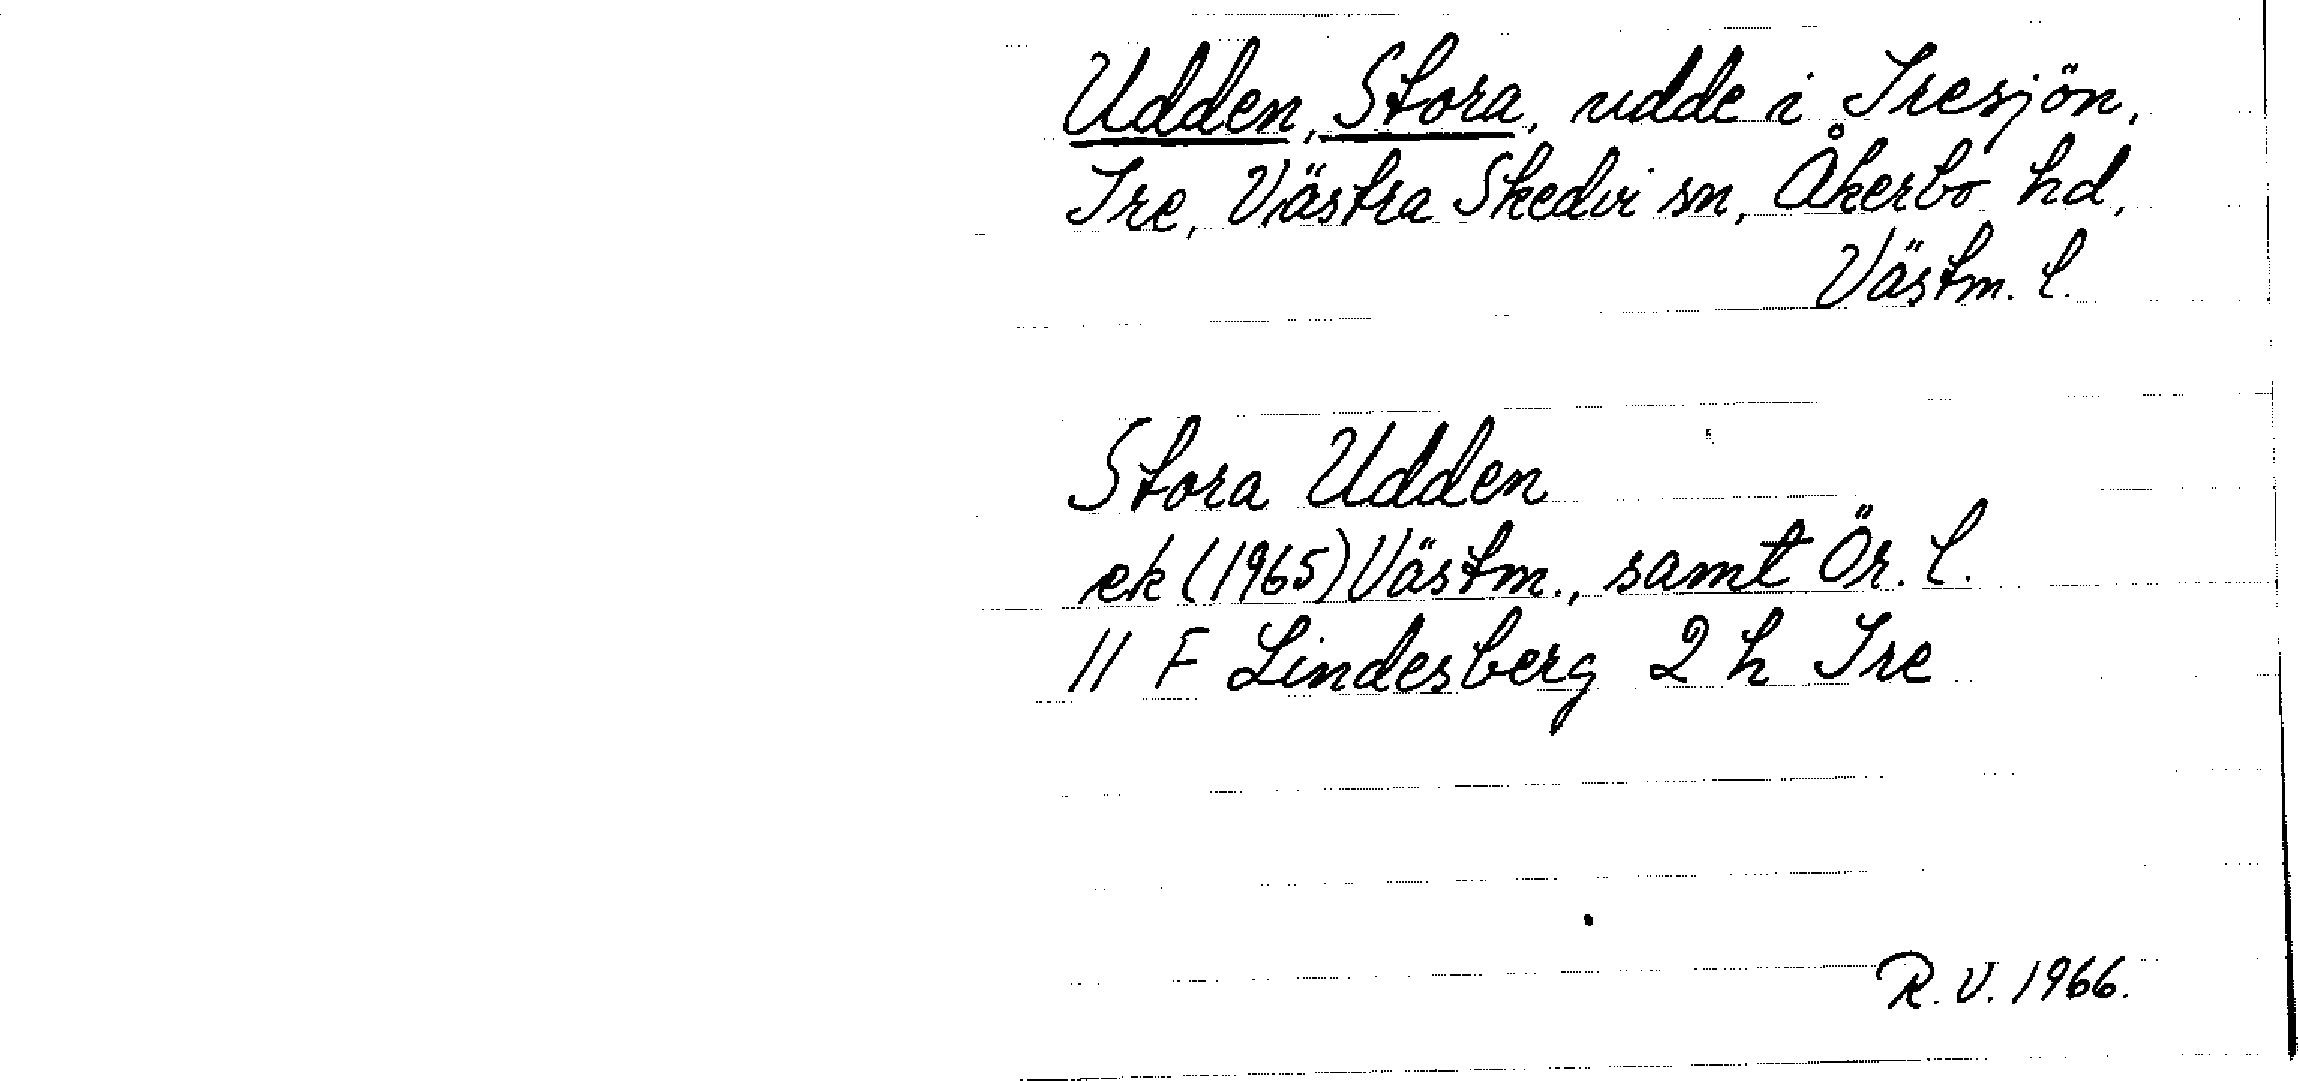 Udden, Stora, udde i Iresjön,
Ire, Västra Skedvi sn, Åkerbo hd,
Västm. l.
Stora Udden
ek (1965) Västm., samt Ör. l.
11 F Lindesberg 2 h Ire
R. V. 1966.